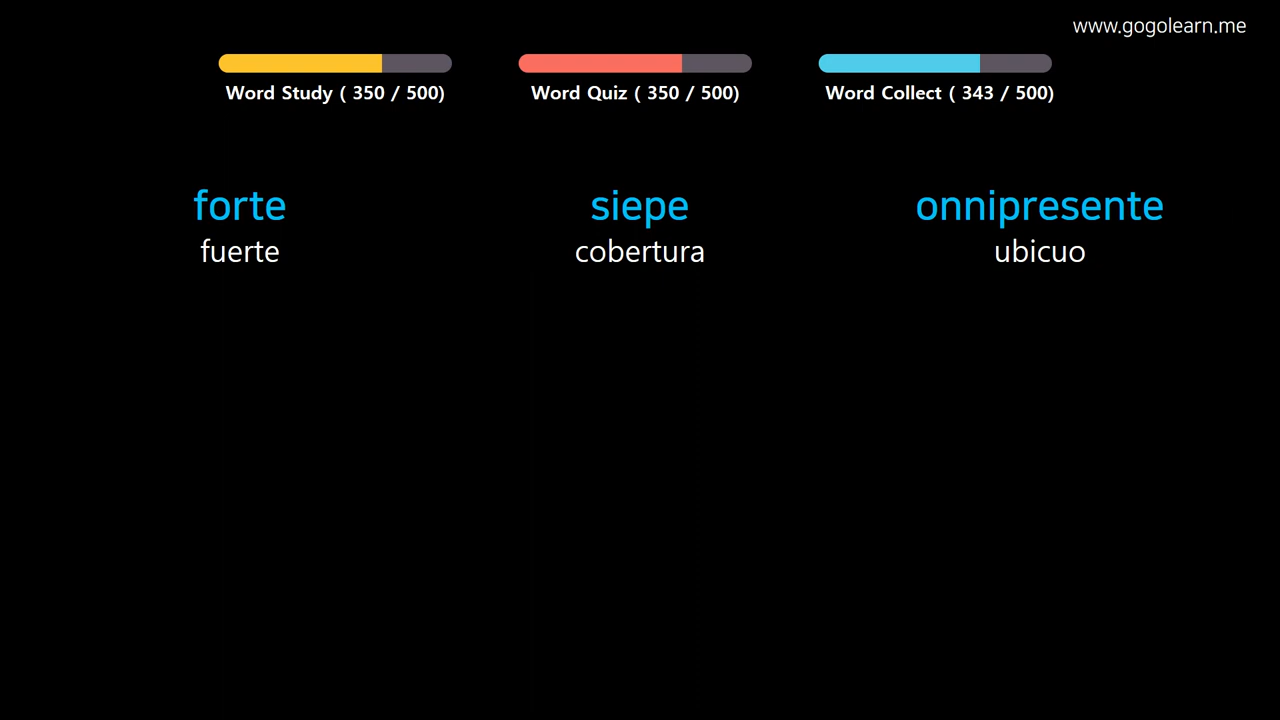 www.gogolearn.me
Word Study ( 350 / 500)
Word Quiz ( 350 / 500)
Word Collect ( 343 / 500)
forte
fuerte
siepe
cobertura
onnipresente
ubicuo